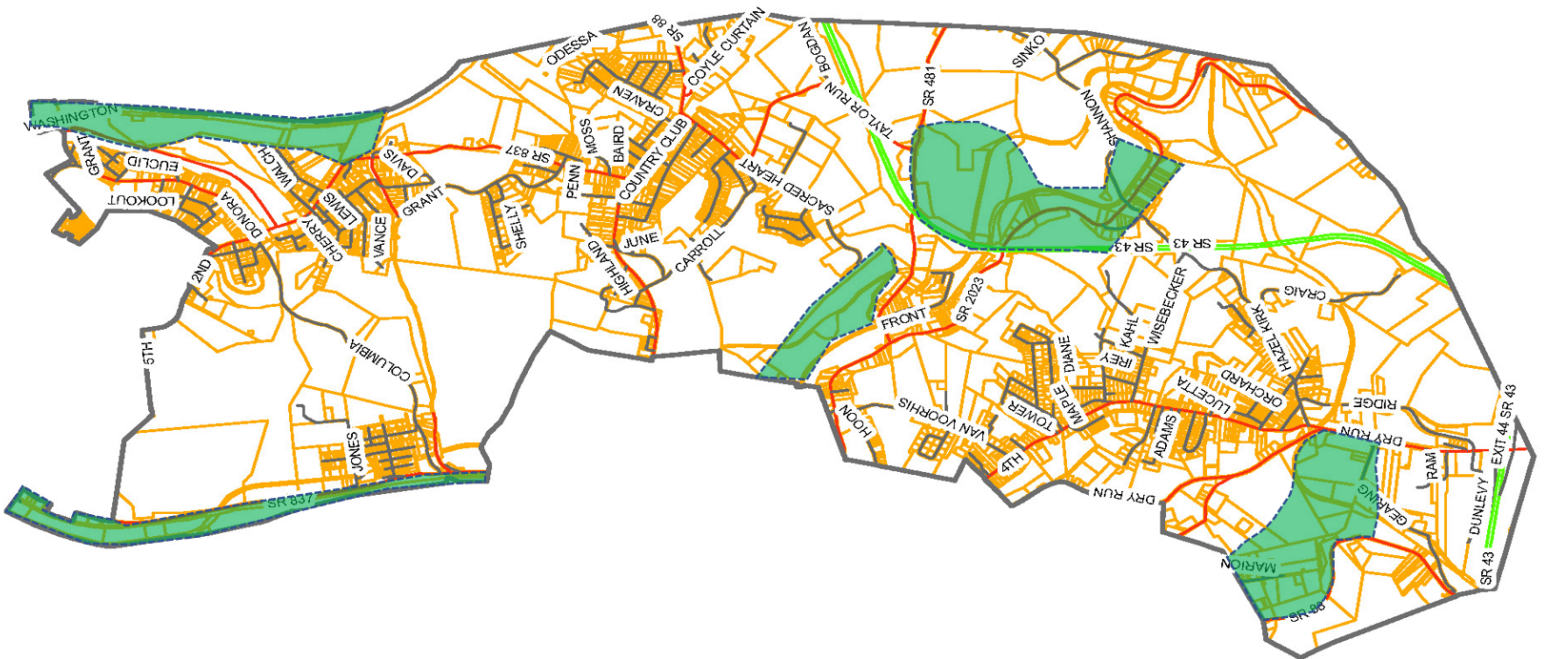 WASHINGTON
GRANT
EUCLID
LOOKOUT
WALCH
DONORA
2ND
CHERRY
LEWIS
VANCE
DAVIS
GRANT
5TH
COLUMBIA
JONES
SR 837
SR 837
SHELLY
ODESSA
SR 88
COYLE CURTAIN
CRAVEN
PENN
MOSS
BAIRD
COUNTRY CLUB
HIGHLAND
JUNE
CARROLL
SACRED HEART
TAYLOR RUN
BOGDAN
SR 481
SINKO
SHANNON
SR 43
SR 43
FRONT
SR 2023
HOON
VAN VOORHIS
4TH
TOWER
MAPLE
DIANE
IREY
KAHL
WISEBECKER
ADAMS
LUCETTA
ORCHARD
HAZEL KIRK
CRAIG
RIDGE
DRY RUN
DRY RUN
RAM
GEARING
DUNLEVY
EXIT 44 SR 43
SR 43
MARION
SR 88